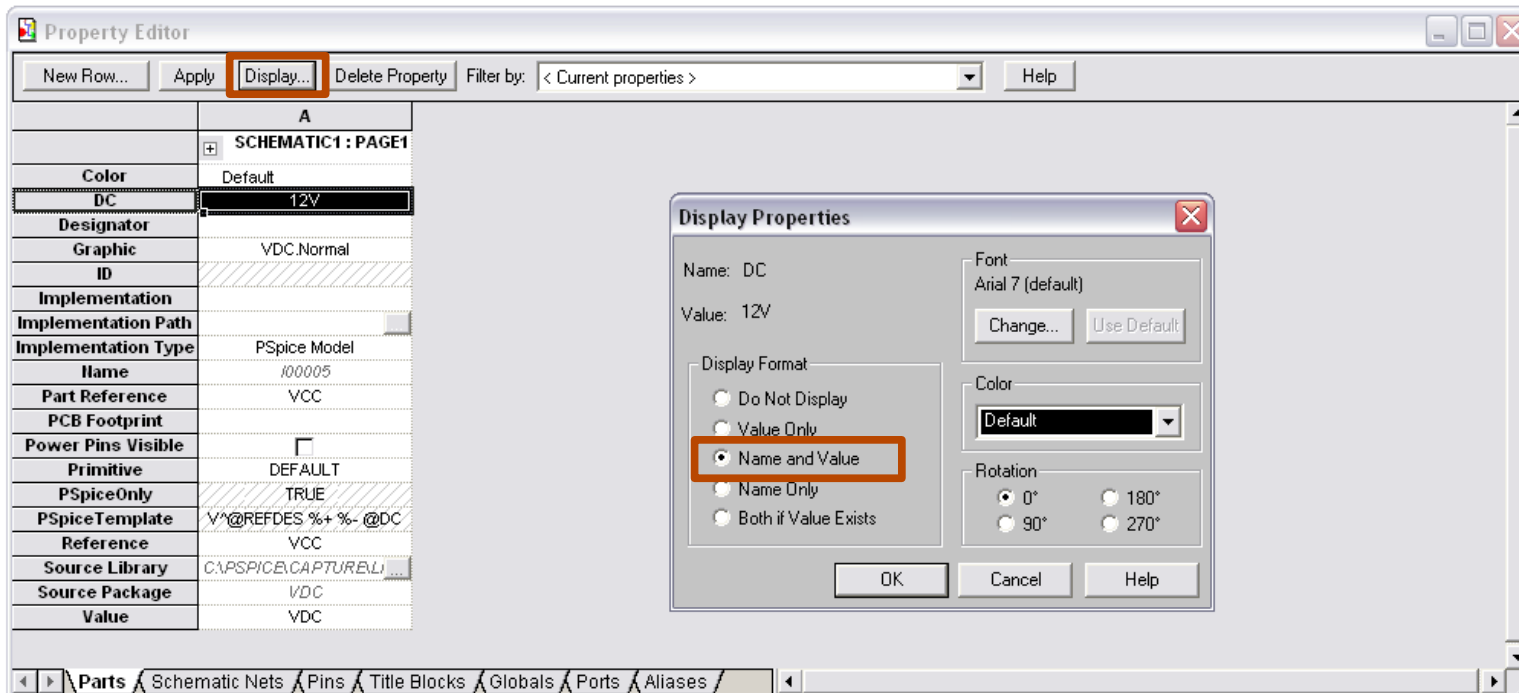 Property Editor
New Row... Apply Display... Delete Property Filter by: < Current properties > Help
A
SCHEMATIC1 : PAGE1
Color Default
DC 12V
Designator
Graphic VDC.Normal
ID
Implementation
Implementation Path ...
Implementation Type PSpice Model
Name I00005
Part Reference VCC
PCB Footprint
Power Pins Visible
Primitive DEFAULT
PSpiceOnly TRUE
PSpiceTemplate V^@REFDES %+ %- @DC
Reference VCC
Source Library C:\PSPICE\CAPTURE\LI ...
Source Package VDC
Value VDC
Parts Schematic Nets Pins Title Blocks Globals Ports Aliases
Display Properties
Name: DC
Value: 12V
Display Format
Do Not Display
Value Only
Name and Value
Name Only
Both if Value Exists
Font
Arial 7 (default)
Change... Use Default
Color
Default
Rotation
0° 180°
90° 270°
OK Cancel Help